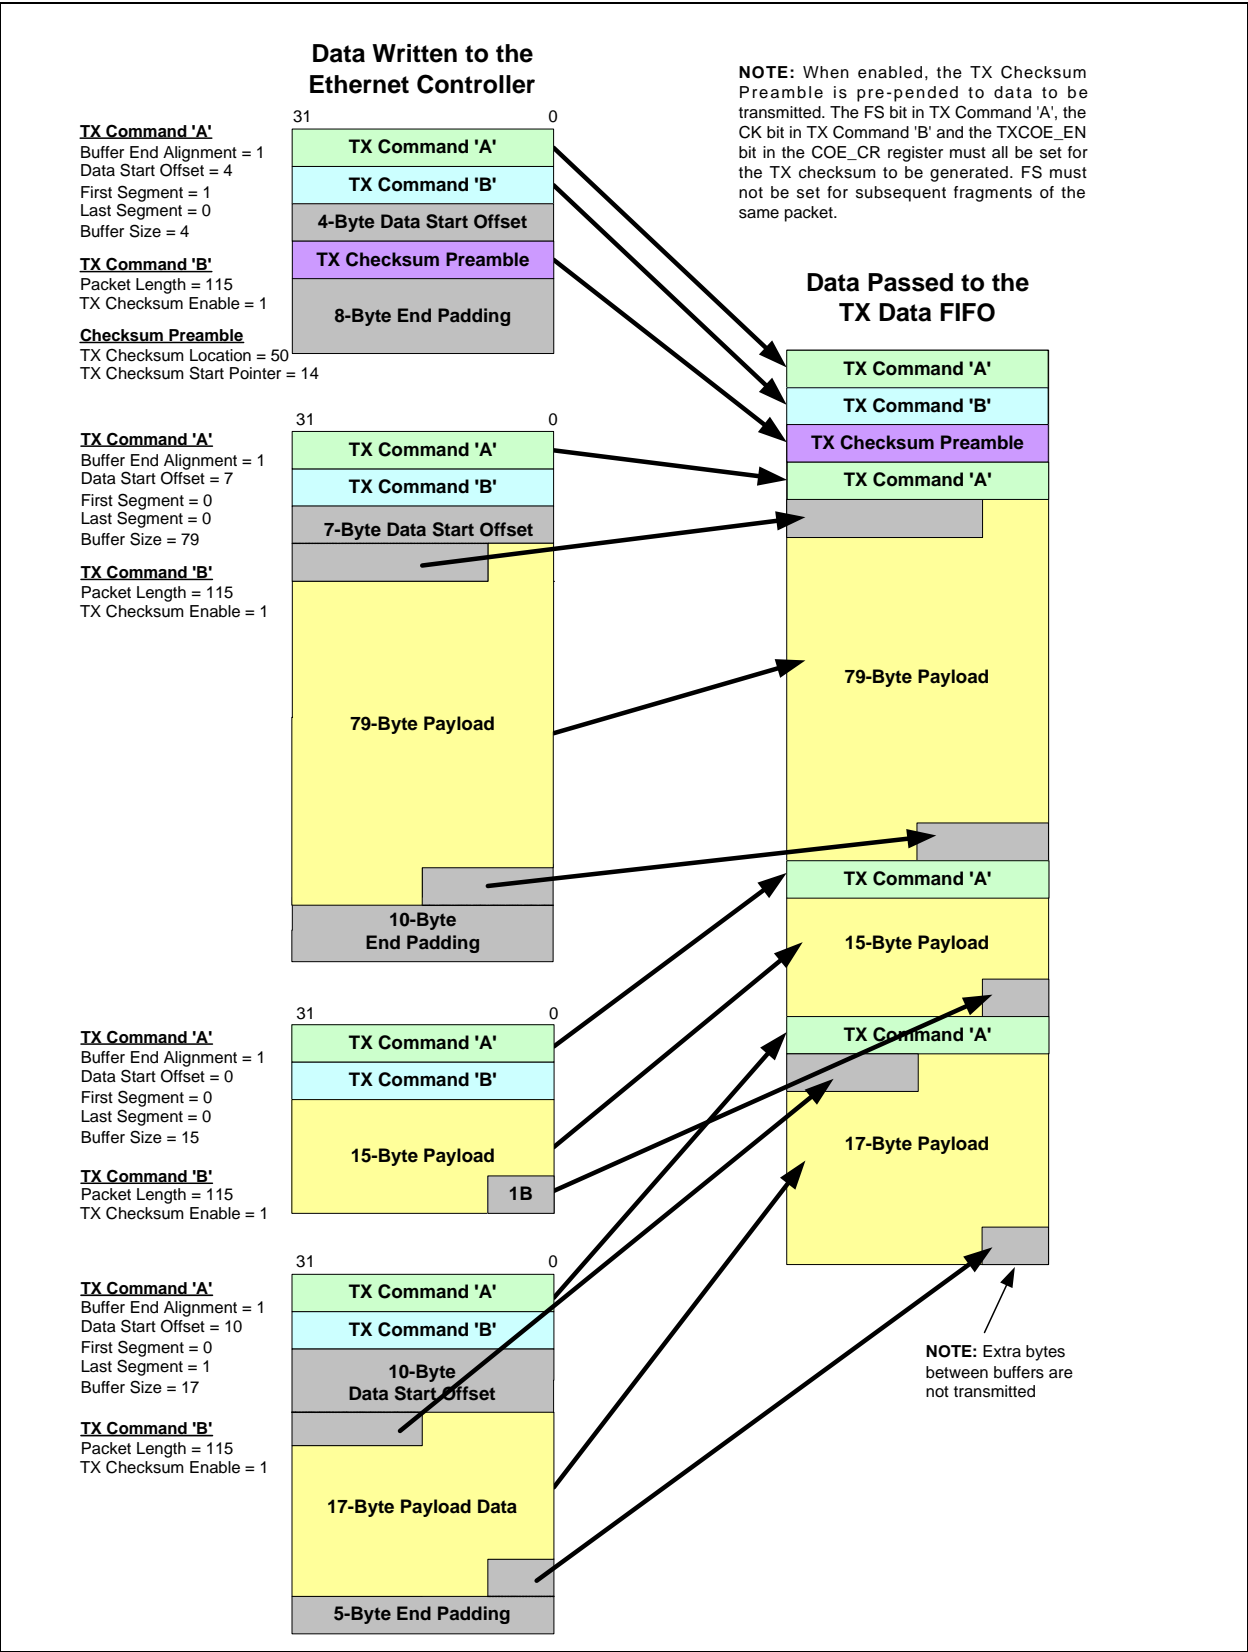 Data Written to the
Ethernet Controller
NOTE: When enabled, the TX Checksum
Preamble is pre-pended to data to be
transmitted. The FS bit in TX Command 'A', the
CK bit in TX Command 'B' and the TXCOE_EN
bit in the COE_CR register must all be set for
the TX checksum to be generated. FS must
not be set for subsequent fragments of the
same packet.
31 0
TX Command 'A'
Buffer End Alignment = 1
Data Start Offset = 4
First Segment = 1
Last Segment = 0
Buffer Size = 4
TX Command 'B'
Packet Length = 115
TX Checksum Enable = 1
Checksum Preamble
TX Checksum Location = 50
TX Checksum Start Pointer = 14
TX Command 'A'
TX Command 'B'
4-Byte Data Start Offset
TX Checksum Preamble
8-Byte End Padding
31 0
TX Command 'A'
Buffer End Alignment = 1
Data Start Offset = 7
First Segment = 0
Last Segment = 0
Buffer Size = 79
TX Command 'B'
Packet Length = 115
TX Checksum Enable = 1
TX Command 'A'
TX Command 'B'
7-Byte Data Start Offset
79-Byte Payload
10-Byte
End Padding
31 0
TX Command 'A'
Buffer End Alignment = 1
Data Start Offset = 0
First Segment = 0
Last Segment = 0
Buffer Size = 15
TX Command 'B'
Packet Length = 115
TX Checksum Enable = 1
TX Command 'A'
TX Command 'B'
15-Byte Payload
1B
31 0
TX Command 'A'
Buffer End Alignment = 1
Data Start Offset = 10
First Segment = 0
Last Segment = 1
Buffer Size = 17
TX Command 'B'
Packet Length = 115
TX Checksum Enable = 1
TX Command 'A'
TX Command 'B'
10-Byte
Data Start Offset
17-Byte Payload Data
5-Byte End Padding
Data Passed to the
TX Data FIFO
TX Command 'A'
TX Command 'B'
TX Checksum Preamble
TX Command 'A'
79-Byte Payload
TX Command 'A'
15-Byte Payload
TX Command 'A'
17-Byte Payload
NOTE: Extra bytes
between buffers are
not transmitted